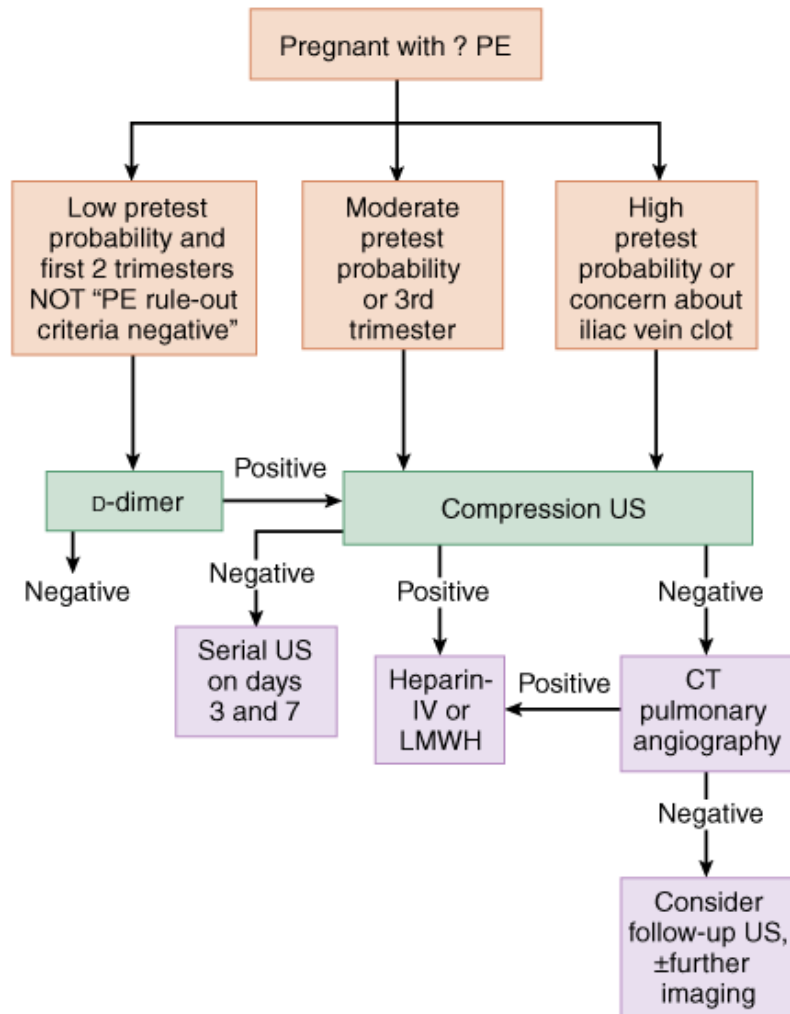 Pregnant with ? PE
Low pretest
probability and
first 2 trimesters
NOT “PE rule-out
criteria negative”
Moderate
pretest
probability
or 3rd
trimester
High
pretest
probability or
concern about
iliac vein clot
D-dimer
Positive
Compression US
Negative
Negative
Positive
Negative
Serial US
on days
3 and 7
Heparin-
IV or
LMWH
Positive
CT
pulmonary
angiography
Negative
Consider
follow-up US,
±further
imaging